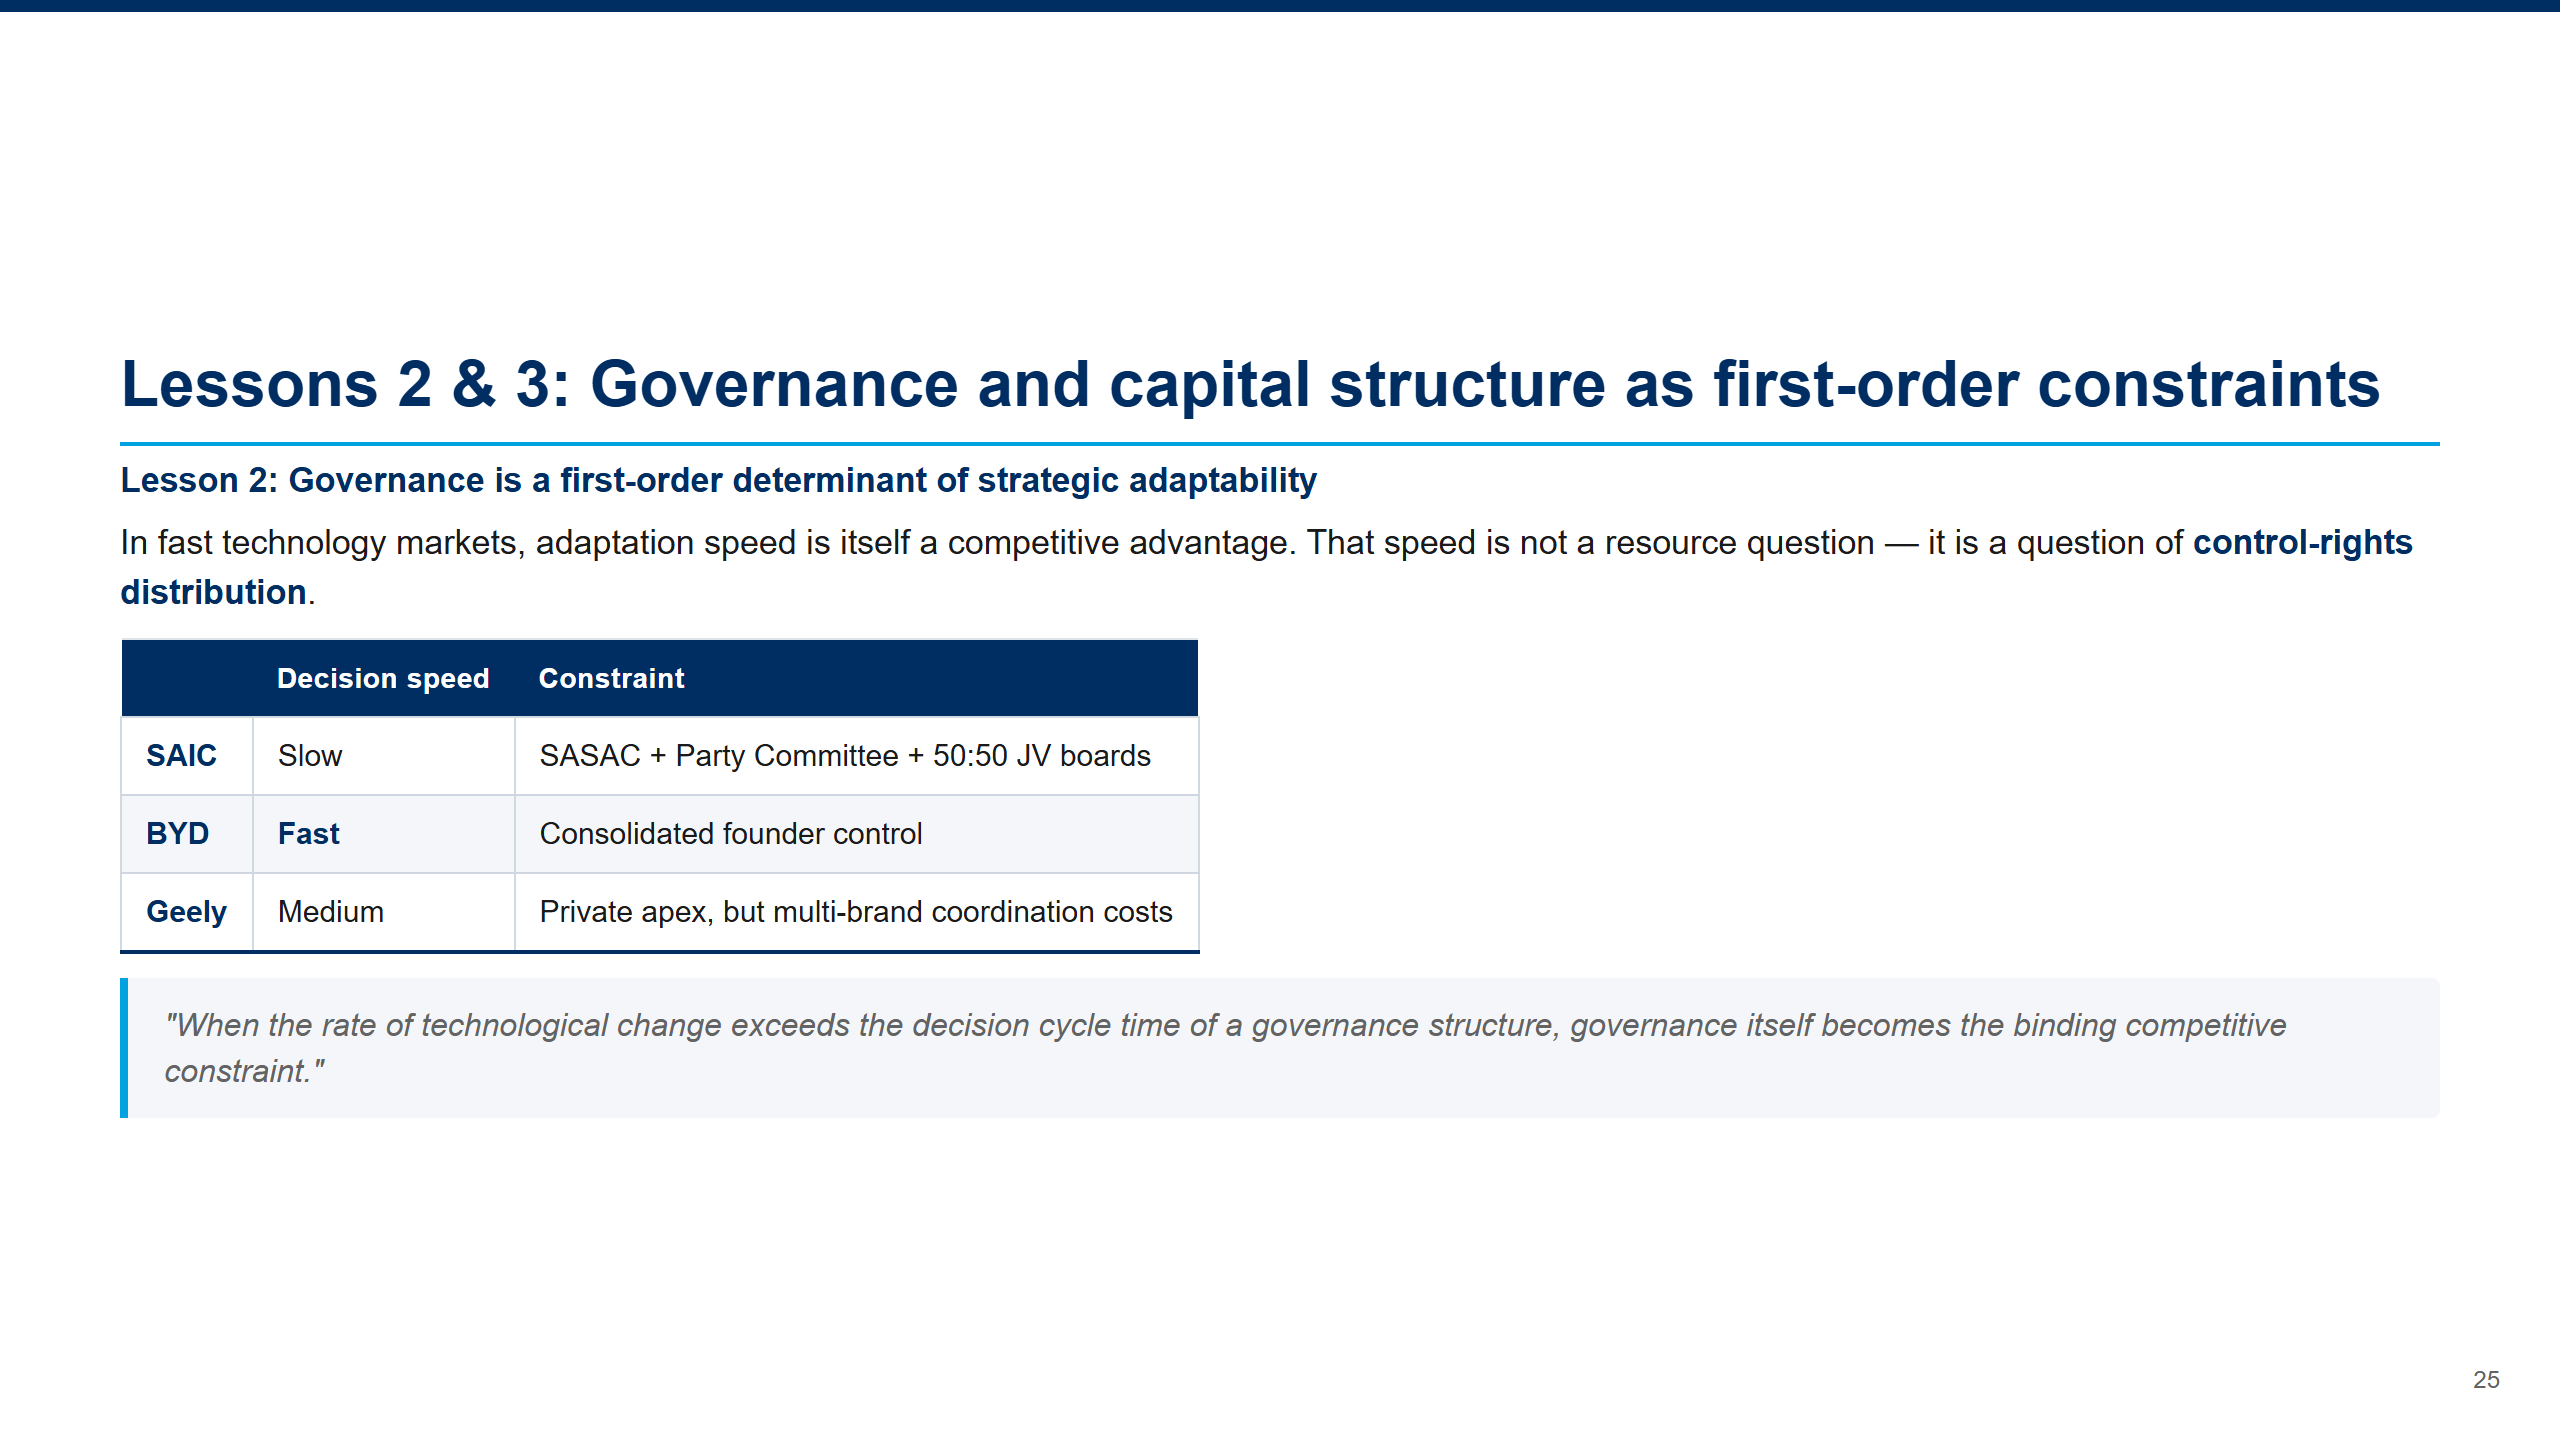 Lessons 2 & 3: Governance and capital structure as first-order constraints
Lesson 2: Governance is a first-order determinant of strategic adaptability
In fast technology markets, adaptation speed is itself a competitive advantage. That speed is not a resource question — it is a question of control-rights
distribution.
Decision speed Constraint
SAIC Slow SASAC + Party Committee + 50:50 JV boards
BYD Fast Consolidated founder control
Geely Medium Private apex, but multi-brand coordination costs
"When the rate of technological change exceeds the decision cycle time of a governance structure, governance itself becomes the binding competitive
constraint."
25